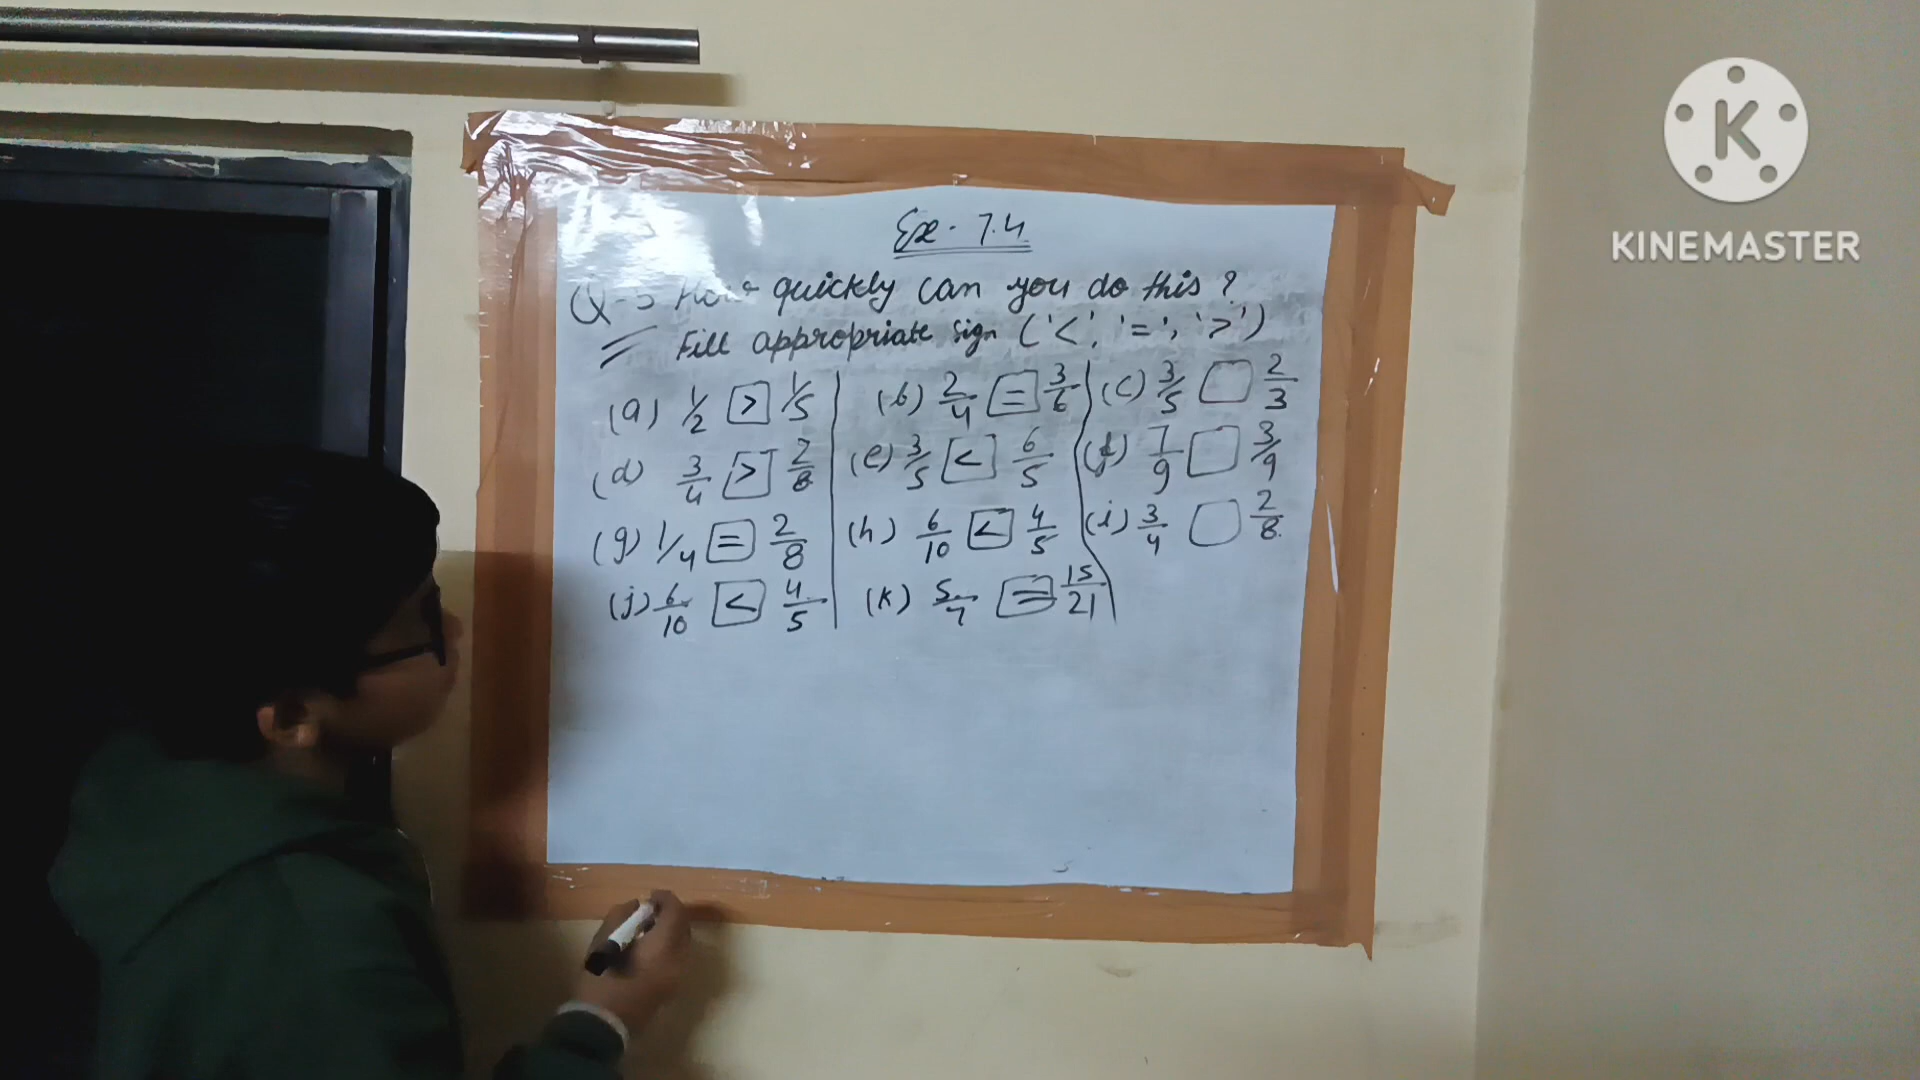 Ex - 7.4
Q-5 How quickly can you do this ?
Fill appropriate sign ('<', '=', '>')
(a) 1/2 > 1/5 (b) 2/4 = 3/6 (c) 3/5 □ 2/3
(d) 3/4 > 2/8 (e) 3/5 < 6/5 (f) 7/9 □ 3/9
(g) 1/4 = 2/8 (h) 6/10 < 4/5 (i) 3/4 □ 2/8
(j) 6/10 < 4/5 (k) 5/7 = 15/21
K
KINEMASTER